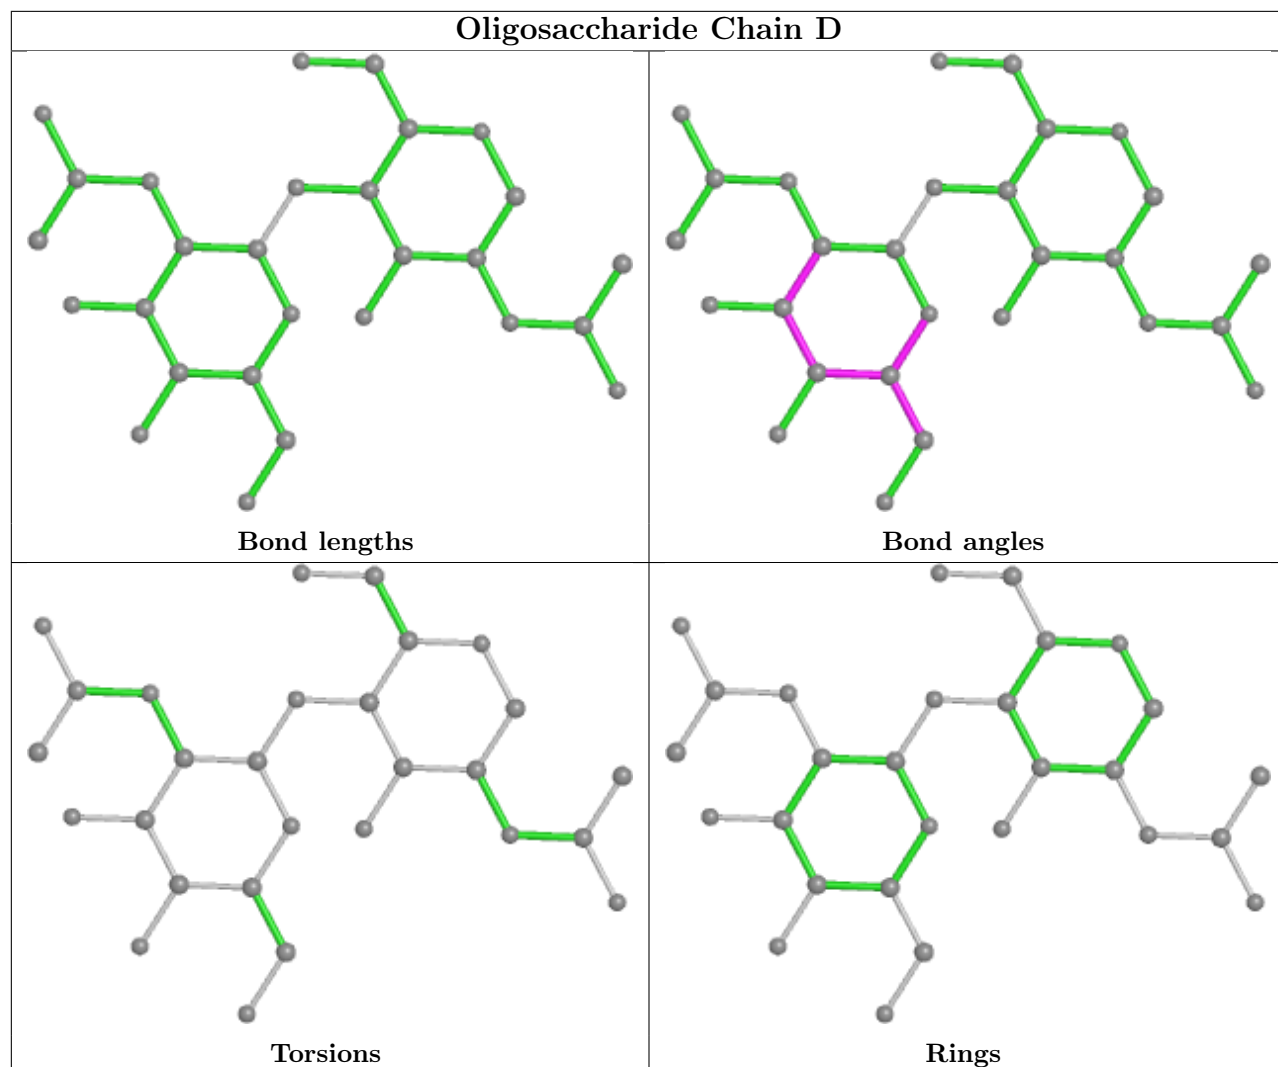 Oligosaccharide Chain D
Bond lengths
Bond angles
Torsions
Rings